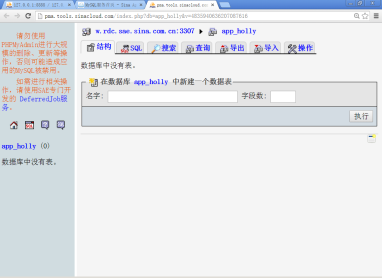 pma.tools.sinacloud.com
请勿使用
PHPMyAdmin进行大规
模的删除、更新等操
作，否则可能造成应
用的MySQL被禁用。
如需进行相关操
作，请使用SAE专门开
发的 DeferredJob服
务。
app_holly (0)
数据库中没有表。
w.rdc.sae.sina.com.cn:3307 ▶ app_holly
结构 SQL 搜索 查询 导出 导入 操作
数据库中没有表。
在数据库 app_holly 中新建一个数据表
名字: 字段数:
执行